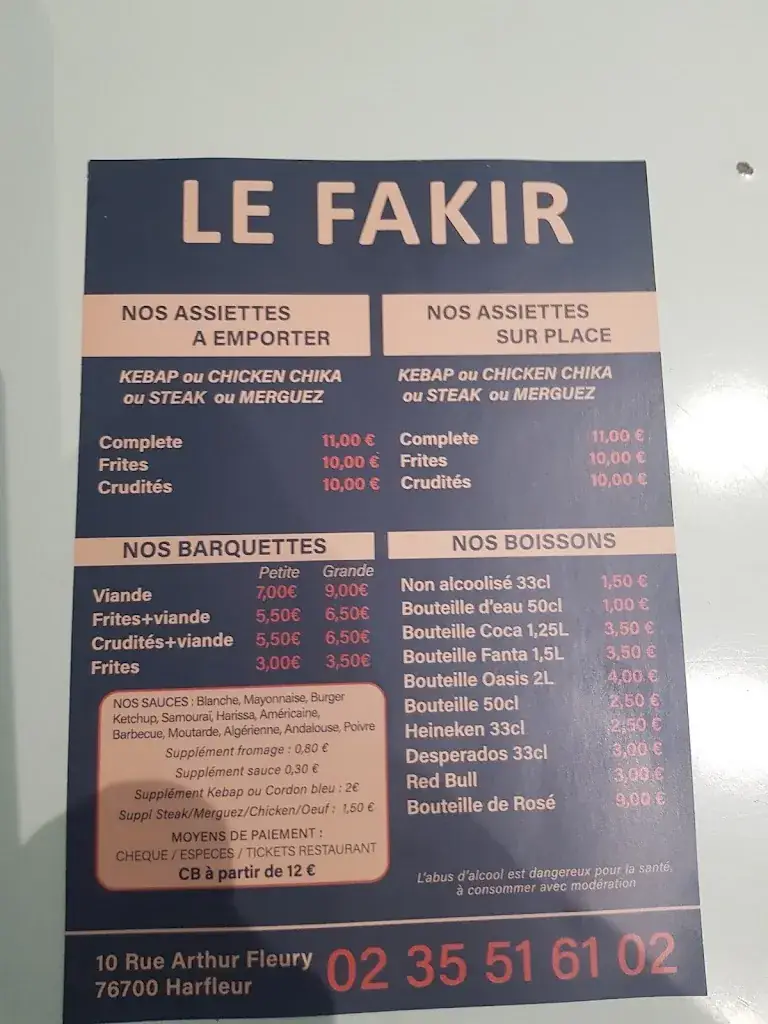 LE FAKIR
NOS ASSIETTES
A EMPORTER
KEBAP ou CHICKEN CHIKA
ou STEAK ou MERGUEZ
Complete 11,00 €
Frites 10,00 €
Crudités 10,00 €
NOS ASSIETTES
SUR PLACE
KEBAP ou CHICKEN CHIKA
ou STEAK ou MERGUEZ
Complete 11,00 €
Frites 10,00 €
Crudités 10,00 €
NOS BARQUETTES
Petite Grande
Viande 7,00€ 9,00€
Frites+viande 5,50€ 6,50€
Crudités+viande 5,50€ 6,50€
Frites 3,00€ 3,50€
NOS SAUCES : Blanche, Mayonnaise, Burger
Ketchup, Samouraï, Harissa, Américaine,
Barbecue, Moutarde, Algérienne, Andalouse, Poivre
Supplément fromage : 0,80 €
Supplément sauce 0,30 €
Supplément Kebap ou Cordon bleu : 2€
Suppl Steak/Merguez/Chicken/Oeuf : 1,50 €
MOYENS DE PAIEMENT :
CHEQUE / ESPECES / TICKETS RESTAURANT
CB à partir de 12 €
NOS BOISSONS
Non alcoolisé 33cl 1,50 €
Bouteille d'eau 50cl 1,00 €
Bouteille Coca 1,25L 3,50 €
Bouteille Fanta 1,5L 3,50 €
Bouteille Oasis 2L 4,00 €
Bouteille 50cl 2,50 €
Heineken 33cl 2,50 €
Desperados 33cl 3,00 €
Red Bull 3,00 €
Bouteille de Rosé 9,00 €
L'abus d'alcool est dangereux pour la santé,
à consommer avec modération
10 Rue Arthur Fleury
76700 Harfleur
02 35 51 61 02